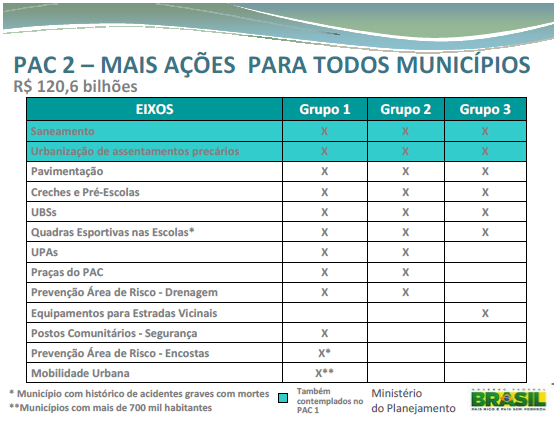 PAC 2 – MAIS AÇÕES PARA TODOS MUNICÍPIOS
R$ 120,6 bilhões
EIXOS Grupo 1 Grupo 2 Grupo 3
Saneamento X X X
Urbanização de assentamentos precários X X X
Pavimentação X X X
Creches e Pré-Escolas X X X
UBSs X X X
Quadras Esportivas nas Escolas* X X X
UPAs X X
Praças do PAC X X
Prevenção Área de Risco - Drenagem X X
Equipamentos para Estradas Vicinais X
Postos Comunitários - Segurança X
Prevenção Área de Risco - Encostas X*
Mobilidade Urbana X**
* Município com histórico de acidentes graves com mortes
**Municípios com mais de 700 mil habitantes
Também
contemplados no
PAC 1
Ministério
do Planejamento
GOVERNO FEDERAL
BRASIL
PAÍS RICO É PAÍS SEM POBREZA